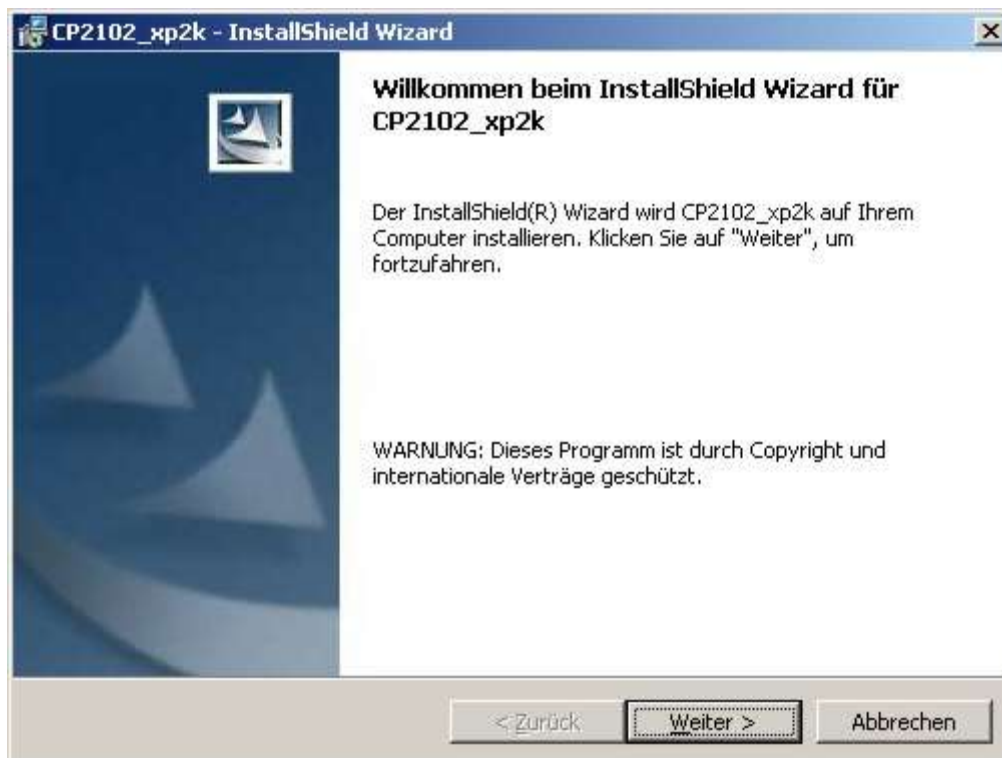 CP2102_xp2k - InstallShield Wizard
Willkommen beim InstallShield Wizard für
CP2102_xp2k
Der InstallShield(R) Wizard wird CP2102_xp2k auf Ihrem
Computer installieren. Klicken Sie auf "Weiter", um
fortzufahren.
WARNUNG: Dieses Programm ist durch Copyright und
internationale Verträge geschützt.
< Zurück
Weiter >
Abbrechen